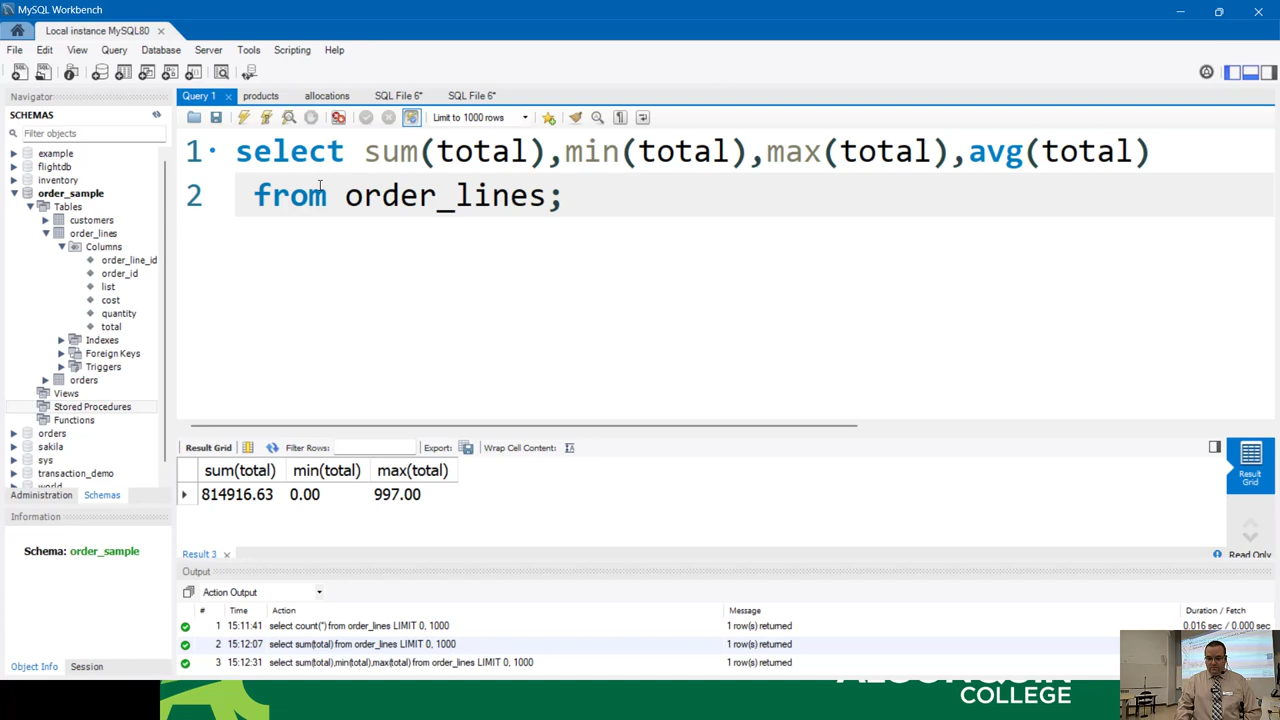 MySQL Workbench
Local instance MySQL80
File Edit View Query Database Server Tools Scripting Help
Navigator
SCHEMAS
Filter objects
example
flightdb
inventory
order_sample
Tables
customers
order_lines
Columns
order_line_id
order_id
list
cost
quantity
total
Indexes
Foreign Keys
Triggers
orders
Views
Stored Procedures
Functions
orders
sakila
sys
transaction_demo
world
Administration Schemas
Information
Schema: order_sample
Object Info Session
Query 1 products allocations SQL File 6* SQL File 6*
Limit to 1000 rows
1 select sum(total),min(total),max(total),avg(total)
2 from order_lines;
Result Grid Filter Rows: Export: Wrap Cell Content:
sum(total) min(total) max(total)
814916.63 0.00 997.00
Result Grid
Result 3 Read Only
Output
Action Output
# Time Action Message Duration / Fetch
1 15:11:41 select count(*) from order_lines LIMIT 0, 1000 1 row(s) returned 0.016 sec / 0.000 sec
2 15:12:07 select sum(total) from order_lines LIMIT 0, 1000 1 row(s) returned
3 15:12:31 select sum(total),min(total),max(total) from order_lines LIMIT 0, 1000 1 row(s) returned
ALGONQUIN
COLLEGE